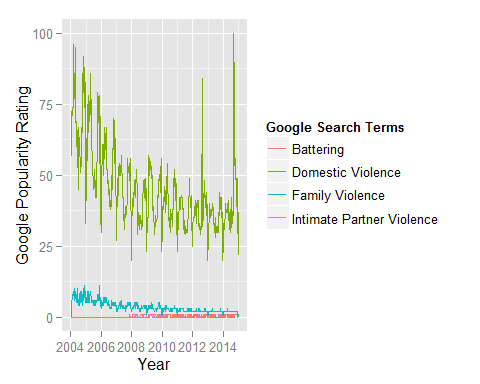 100
75
50
25
0
Google Popularity Rating
2004 2006 2008 2010 2012 2014
Year
Google Search Terms
Battering
Domestic Violence
Family Violence
Intimate Partner Violence